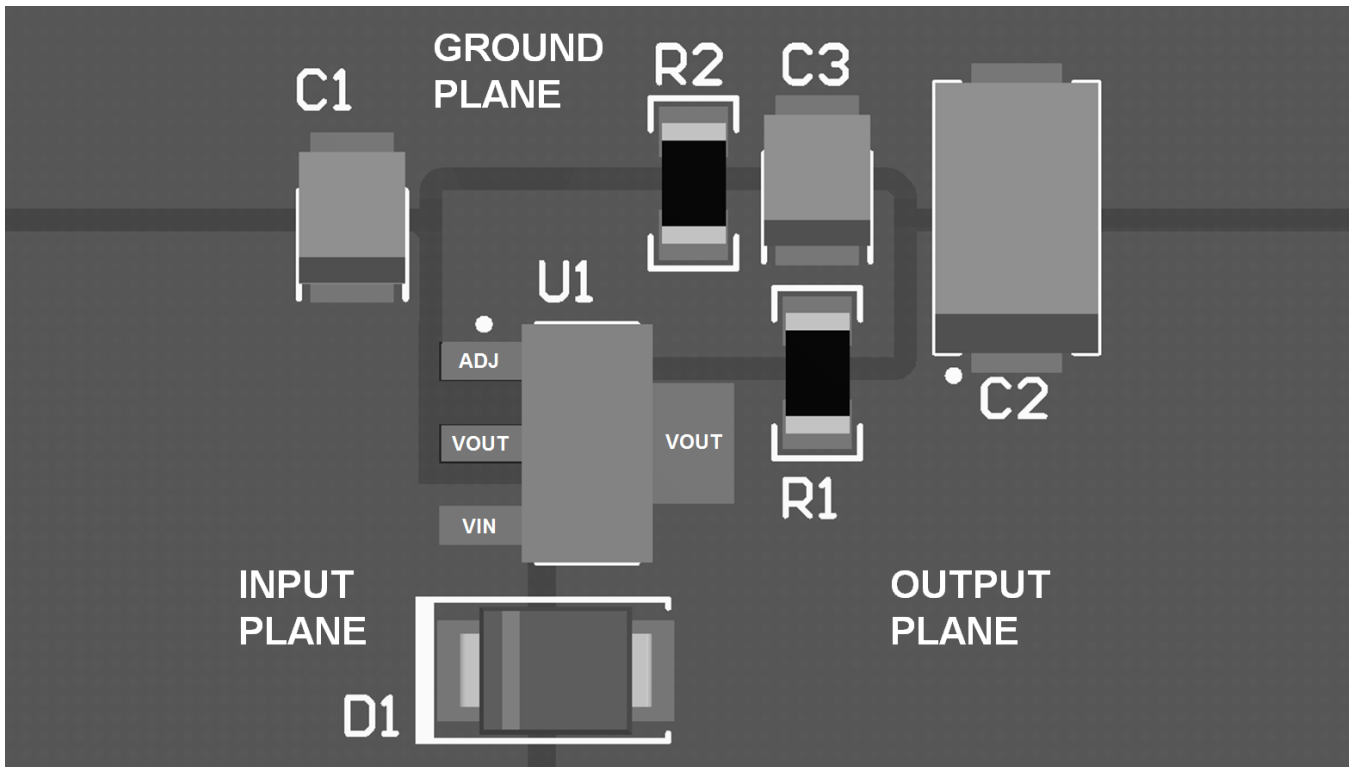 GROUND
PLANE
C1
R2
C3
U1
ADJ
VOUT
VIN
VOUT
C2
R1
INPUT
PLANE
OUTPUT
PLANE
D1